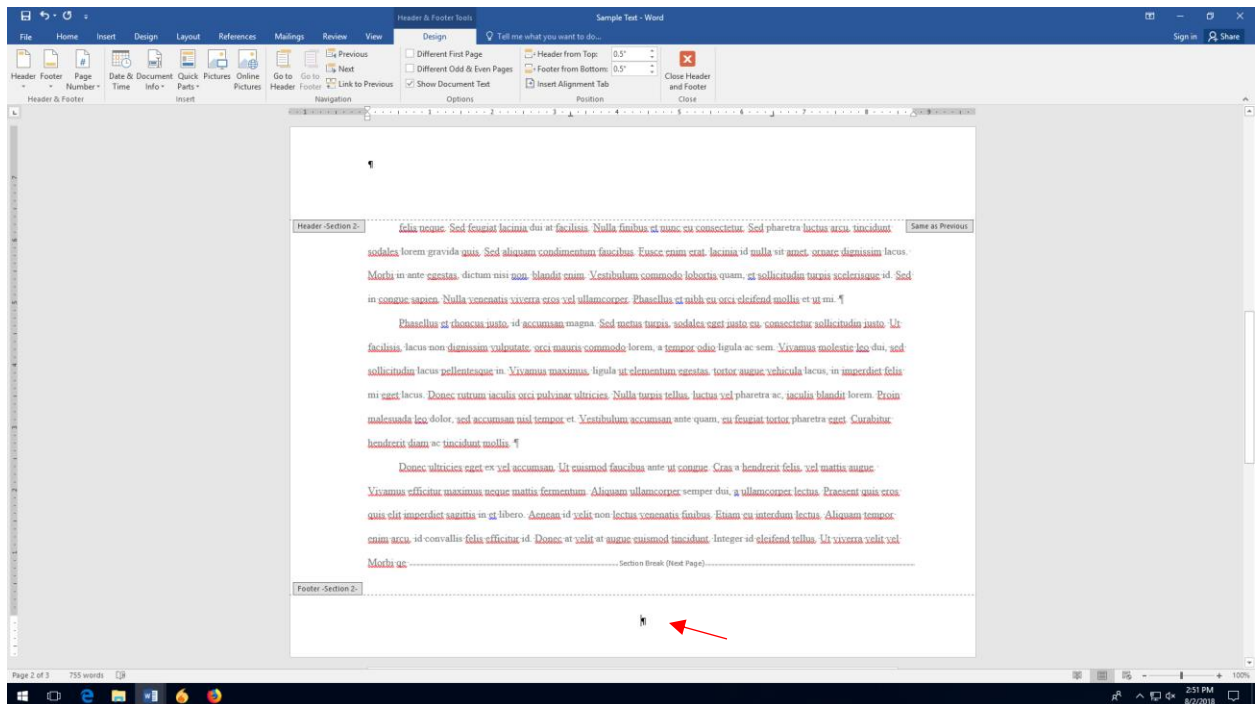 Header & Footer Tools
Sample Text - Word
File Home Insert Design Layout References Mailings Review View Design Tell me what you want to do... Sign in Share
Header Footer Page Number
Header & Footer
Date & Time Document Info Quick Parts Pictures Online Pictures
Insert
Go to Header Go to Footer Previous Next Link to Previous
Navigation
Different First Page
Different Odd & Even Pages
Show Document Text
Options
Header from Top: 0.5"
Footer from Bottom: 0.5"
Insert Alignment Tab
Position
Close Header and Footer
Close
¶
Header -Section 2-
Same as Previous
felis neque. Sed feugiat lacinia dui at facilisis. Nulla finibus et nunc eu consectetur. Sed pharetra luctus arcu, tincidunt
sodales lorem gravida quis. Sed aliquam condimentum faucibus. Fusce enim erat, lacinia id nulla sit amet, ornare dignissim lacus.
Morbi in ante egestas, dictum nisi non, blandit enim. Vestibulum commodo lobortis quam, et sollicitudin turpis scelerisque id. Sed
in congue sapien. Nulla venenatis viverra eros vel ullamcorper. Phasellus et nibh eu orci eleifend mollis et ut mi. ¶
Phasellus et rhoncus justo, id accumsan magna. Sed metus turpis, sodales eget justo eu, consectetur sollicitudin justo. Ut
facilisis, lacus non dignissim vulputate, orci mauris commodo lorem, a tempor odio ligula ac sem. Vivamus molestie leo dui, sed
sollicitudin lacus pellentesque in. Vivamus maximus, ligula ut elementum egestas, tortor augue vehicula lacus, in imperdiet felis
mi eget lacus. Donec rutrum iaculis orci pulvinar ultricies. Nulla turpis tellus, luctus vel pharetra ac, iaculis blandit lorem. Proin
malesuada leo dolor, sed accumsan nisl tempor et. Vestibulum accumsan ante quam, eu feugiat tortor pharetra eget. Curabitur
hendrerit diam ac tincidunt mollis. ¶
Donec ultricies eget ex vel accumsan. Ut euismod faucibus ante ut congue. Cras a hendrerit felis, vel mattis augue.
Vivamus efficitur maximus neque mattis fermentum. Aliquam ullamcorper semper dui, a ullamcorper lectus. Praesent quis eros
quis elit imperdiet sagittis in et libero. Aenean id velit non lectus venenatis finibus. Etiam eu interdum lectus. Aliquam tempor
enim arcu, id convallis felis efficitur id. Donec at velit at augue euismod tincidunt. Integer id eleifend tellus. Ut viverra velit vel
Morbi qe Section Break (Next Page)
Footer -Section 2-
¶
Page 2 of 3 755 words 100%
2:51 PM
8/2/2018